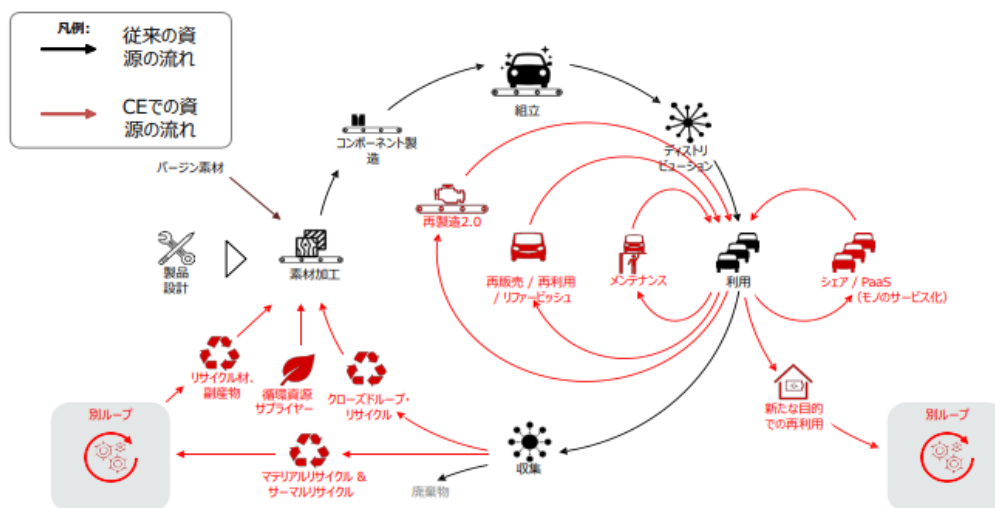 凡例:
従来の資
源の流れ
CEでの資
源の流れ
組立
コンポーネント製
造
ディストリ
ビューション
バージン素材
再製造2.0
製品
設計
素材加工
再販売 / 再利用
/ リファービッシュ
メンテナンス
利用
シェア / PaaS
(モノのサービス化)
リサイクル材、
副産物
循環資源
サプライヤー
クローズドループ・
リサイクル
新たな目的
での再利用
別ループ
別ループ
収集
マテリアルリサイクル &
サーマルリサイクル
廃棄物